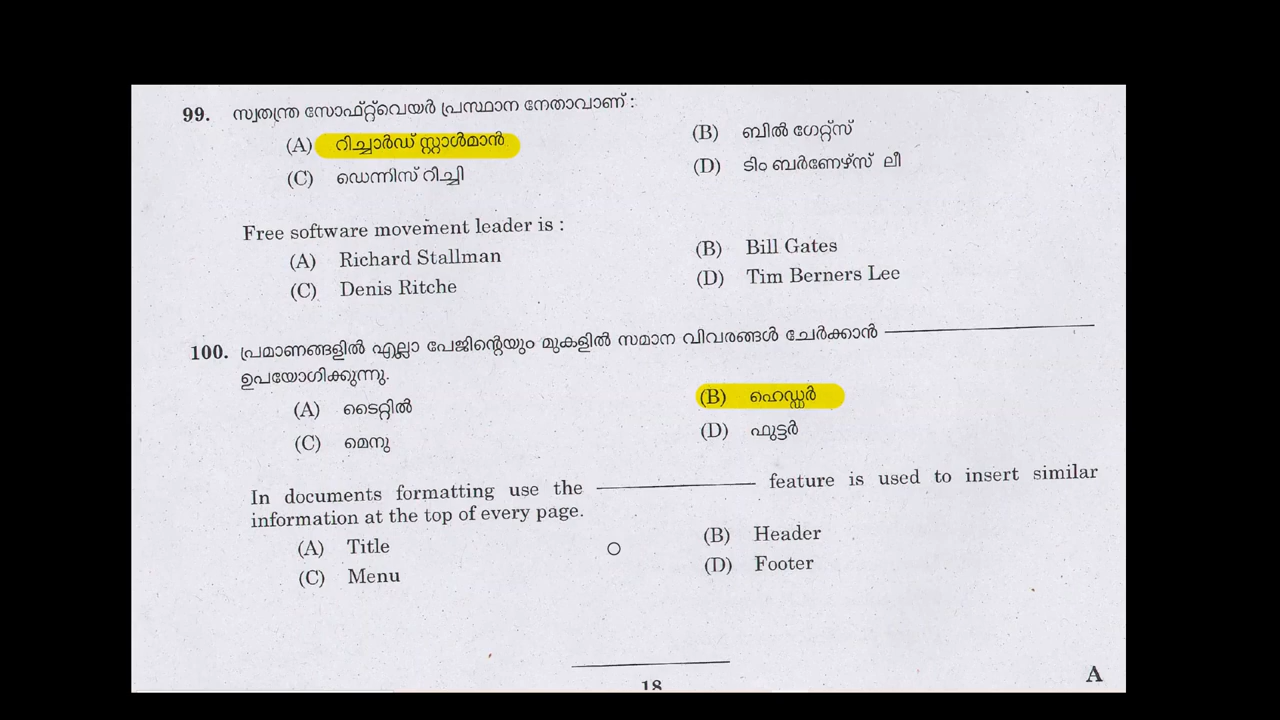 99. സ്വതന്ത്ര സോഫ്റ്റ്‌വെയർ പ്രസ്ഥാന നേതാവാണ് :
(A) റിച്ചാർഡ് സ്റ്റാൾമാൻ (B) ബിൽ ഗേറ്റ്സ്
(C) ഡെന്നിസ് റീച്ചി (D) ടിം ബർണേഴ്സ് ലീ
Free software movement leader is :
(A) Richard Stallman (B) Bill Gates
(C) Denis Ritche (D) Tim Berners Lee
100. പ്രമാണങ്ങളിൽ എല്ലാ പേജിന്റെയും മുകളിൽ സമാന വിവരങ്ങൾ ചേർക്കാൻ ————
ഉപയോഗിക്കുന്നു.
(A) ടൈറ്റിൽ (B) ഹെഡ്ഡർ
(C) മെനു (D) ഫുട്ടർ
In documents formatting use the ———— feature is used to insert similar
information at the top of every page.
(A) Title (B) Header
(C) Menu (D) Footer
18
A